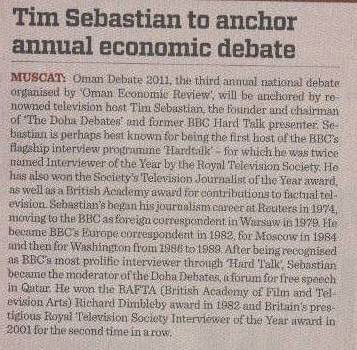 Tim Sebastian to anchor
annual economic debate
MUSCAT: Oman Debate 2011, the third annual national debate
organised by 'Oman Economic Review', will be anchored by re-
nowned television host Tim Sebastian, the founder and chairman
of 'The Doha Debates' and former BBC Hard Talk presenter. Se-
bastian is perhaps best known for being the first host of the BBC's
flagship interview programme 'Hardtalk' – for which he was twice
named Interviewer of the Year by the Royal Television Society. He
has also won the Society's Television Journalist of the Year award,
as well as a British Academy award for contributions to factual tel-
evision. Sebastian's began his journalism career at Reuters in 1974,
moving to the BBC as foreign correspondent in Warsaw in 1979. He
became BBC's Europe correspondent in 1982, for Moscow in 1984
and then for Washington from 1986 to 1989. After being recognised
as BBC's most prolific interviewer through 'Hard Talk', Sebastian
became the moderator of the Doha Debates, a forum for free speech
in Qatar. He won the BAFTA (British Academy of Film and Tel-
evision Arts) Richard Dimbleby award in 1982 and Britain's pres-
tigious Royal Television Society Interviewer of the Year award in
2001 for the second time in a row.